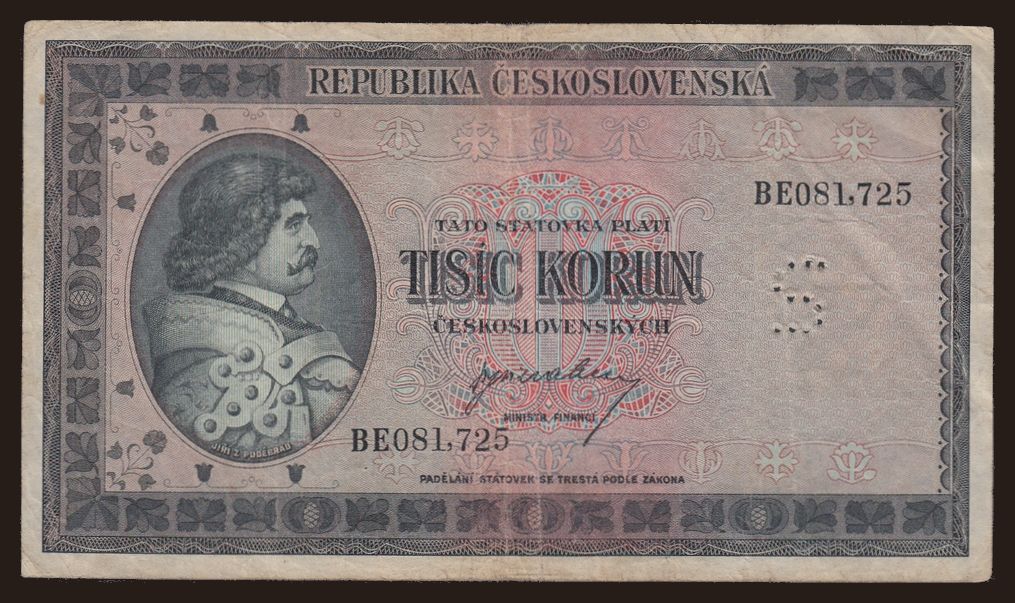 REPUBLIKA ČESKOSLOVENSKÁ
BE081,725
TATO STATOVKA PLATÍ
TISÍC KORUN
ČESKOSLOVENSKÝCH
MINISTR FINANCÍ
BE081,725
JIŘÍ Z PODĚBRAD
PADĚLÁNÍ STÁTOVEK SE TRESTÁ PODLE ZÁKONA
S